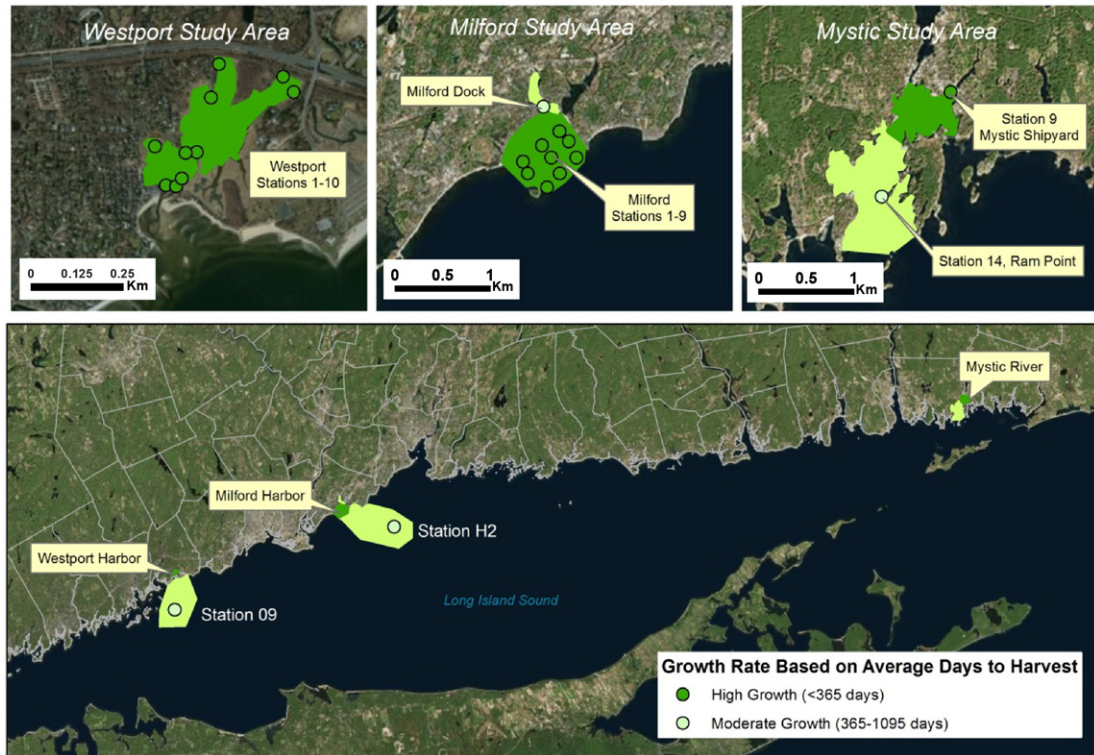 Westport Study Area
Westport
Stations 1-10
0 0.125 0.25
Km
Milford Study Area
Milford Dock
Milford
Stations 1-9
0 0.5 1
Km
Mystic Study Area
Station 9
Mystic Shipyard
Station 14, Ram Point
0 0.5 1
Km
Mystic River
Milford Harbor
Station H2
Westport Harbor
Station 09
Long Island Sound
Growth Rate Based on Average Days to Harvest
High Growth (<365 days)
Moderate Growth (365-1095 days)